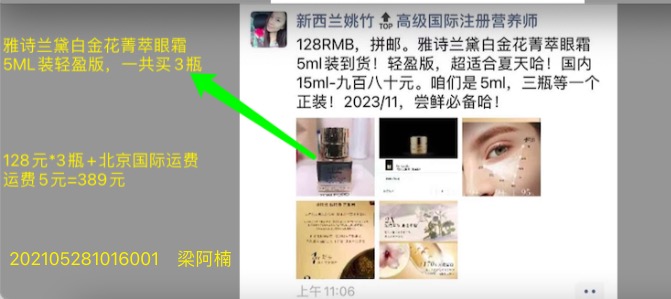 雅诗兰黛白金花菁萃眼霜
5ML装轻盈版，一共买3瓶
128元*3瓶+北京国际运费
运费5元=389元
202105281016001 梁阿楠
新西兰姚竹🔝高级国际注册营养师
128RMB，拼邮。雅诗兰黛白金花菁萃眼霜
5ml装到货！轻盈版，超适合夏天哈！国内
15ml-九百八十元。咱们是5ml，三瓶等一个
正装！2023/11，尝鲜必备哈！
上午11:06